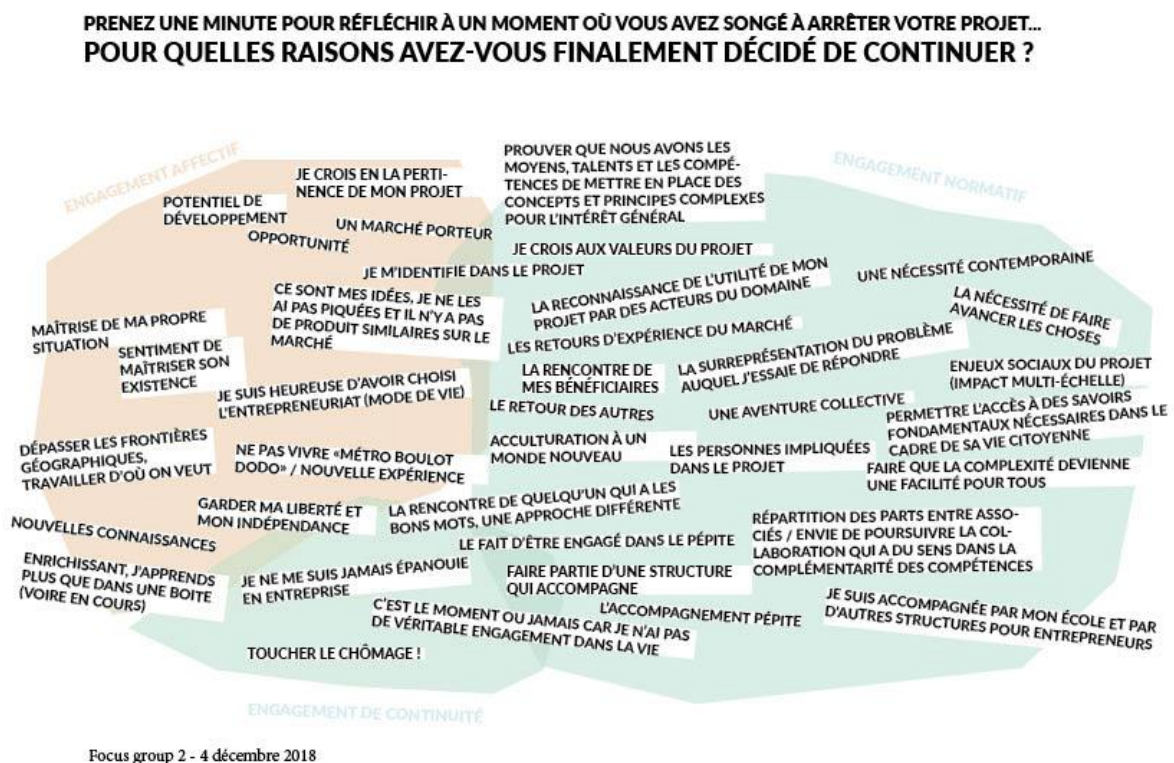 PRENEZ UNE MINUTE POUR RÉFLÉCHIR À UN MOMENT OÙ VOUS AVEZ SONGÉ À ARRÊTER VOTRE PROJET...
POUR QUELLES RAISONS AVEZ-VOUS FINALEMENT DÉCIDÉ DE CONTINUER ?
ENGAGEMENT AFFECTIF
JE CROIS EN LA PERTI-
NENCE DE MON PROJET
POTENTIEL DE
DÉVELOPPEMENT
UN MARCHÉ PORTEUR
OPPORTUNITÉ
PROUVER QUE NOUS AVONS LES
MOYENS, TALENTS ET LES COMPÉ-
TENCES DE METTRE EN PLACE DES
CONCEPTS ET PRINCIPES COMPLEXES
POUR L'INTÉRÊT GÉNÉRAL
ENGAGEMENT NORMATIF
JE CROIS AUX VALEURS DU PROJET
JE M'IDENTIFIE DANS LE PROJET
CE SONT MES IDÉES, JE NE LES
AI PAS PIQUÉES ET IL N'Y A PAS
DE PRODUIT SIMILAIRES SUR LE
MARCHÉ
LA RECONNAISSANCE DE L'UTILITÉ DE MON
PROJET PAR DES ACTEURS DU DOMAINE
UNE NÉCESSITÉ CONTEMPORAINE
LA NÉCESSITÉ DE FAIRE
AVANCER LES CHOSES
MAÎTRISE DE MA PROPRE
SITUATION
SENTIMENT DE
MAÎTRISER SON
EXISTENCE
LES RETOURS D'EXPÉRIENCE DU MARCHÉ
LA RENCONTRE DE
MES BÉNÉFICIAIRES
LA SURREPRÉSENTATION DU PROBLÈME
AUQUEL J'ESSAIE DE RÉPONDRE
ENJEUX SOCIAUX DU PROJET
(IMPACT MULTI-ÉCHELLE)
JE SUIS HEUREUSE D'AVOIR CHOISI
L'ENTREPRENEURIAT (MODE DE VIE)
LE RETOUR DES AUTRES
UNE AVENTURE COLLECTIVE
PERMETTRE L'ACCÈS À DES SAVOIRS
FONDAMENTAUX NÉCESSAIRES DANS LE
CADRE DE SA VIE CITOYENNE
DÉPASSER LES FRONTIÈRES
GÉOGRAPHIQUES,
TRAVAILLER D'OÙ ON VEUT
NE PAS VIVRE «MÉTRO BOULOT
DODO» / NOUVELLE EXPÉRIENCE
ACCULTURATION À UN
MONDE NOUVEAU
LES PERSONNES IMPLIQUÉES
DANS LE PROJET
FAIRE QUE LA COMPLEXITÉ DEVIENNE
UNE FACILITÉ POUR TOUS
GARDER MA LIBERTÉ ET
MON INDÉPENDANCE
LA RENCONTRE DE QUELQU'UN QUI A LES
BONS MOTS, UNE APPROCHE DIFFÉRENTE
NOUVELLES CONNAISSANCES
LE FAIT D'ÊTRE ENGAGÉ DANS LE PÉPITE
RÉPARTITION DES PARTS ENTRE ASSO-
CIÉS / ENVIE DE POURSUIVRE LA COL-
LABORATION QUI A DU SENS DANS LA
COMPLÉMENTARITÉ DES COMPÉTENCES
ENRICHISSANT, J'APPRENDS
PLUS QUE DANS UNE BOITE
(VOIRE EN COURS)
JE NE ME SUIS JAMAIS ÉPANOUIE
EN ENTREPRISE
FAIRE PARTIE D'UNE STRUCTURE
QUI ACCOMPAGNE
C'EST LE MOMENT OU JAMAIS CAR JE N'AI PAS
DE VÉRITABLE ENGAGEMENT DANS LA VIE
L'ACCOMPAGNEMENT PÉPITE
JE SUIS ACCOMPAGNÉE PAR MON ÉCOLE ET PAR
D'AUTRES STRUCTURES POUR ENTREPRENEURS
TOUCHER LE CHÔMAGE !
ENGAGEMENT DE CONTINUITÉ
Focus group 2 - 4 décembre 2018